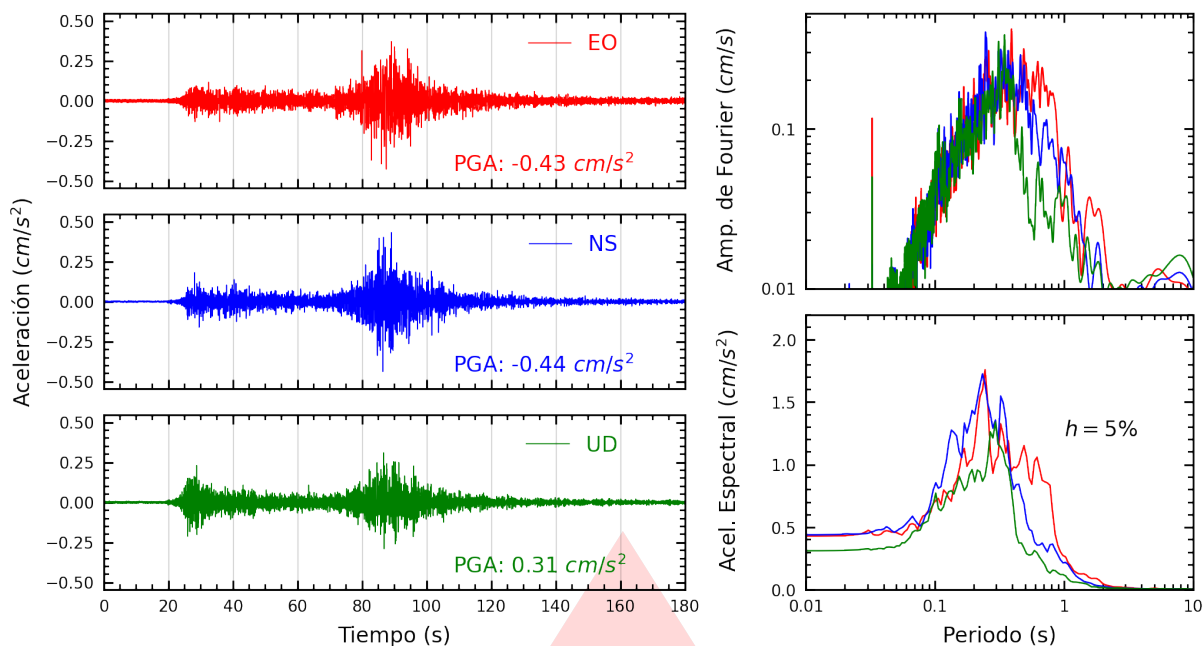 0.50
0.25
0.00
−0.25
−0.50
EO
PGA: -0.43 cm/s²
0.50
0.25
0.00
−0.25
−0.50
NS
PGA: -0.44 cm/s²
0.50
0.25
0.00
−0.25
−0.50
UD
PGA: 0.31 cm/s²
0 20 40 60 80 100 120 140 160 180
Tiempo (s)
Aceleración (cm/s²)
0.1
0.01
Amp. de Fourier (cm/s)
2.0
1.5
1.0
0.5
0.0
h = 5%
0.01 0.1 1 10
Periodo (s)
Acel. Espectral (cm/s²)